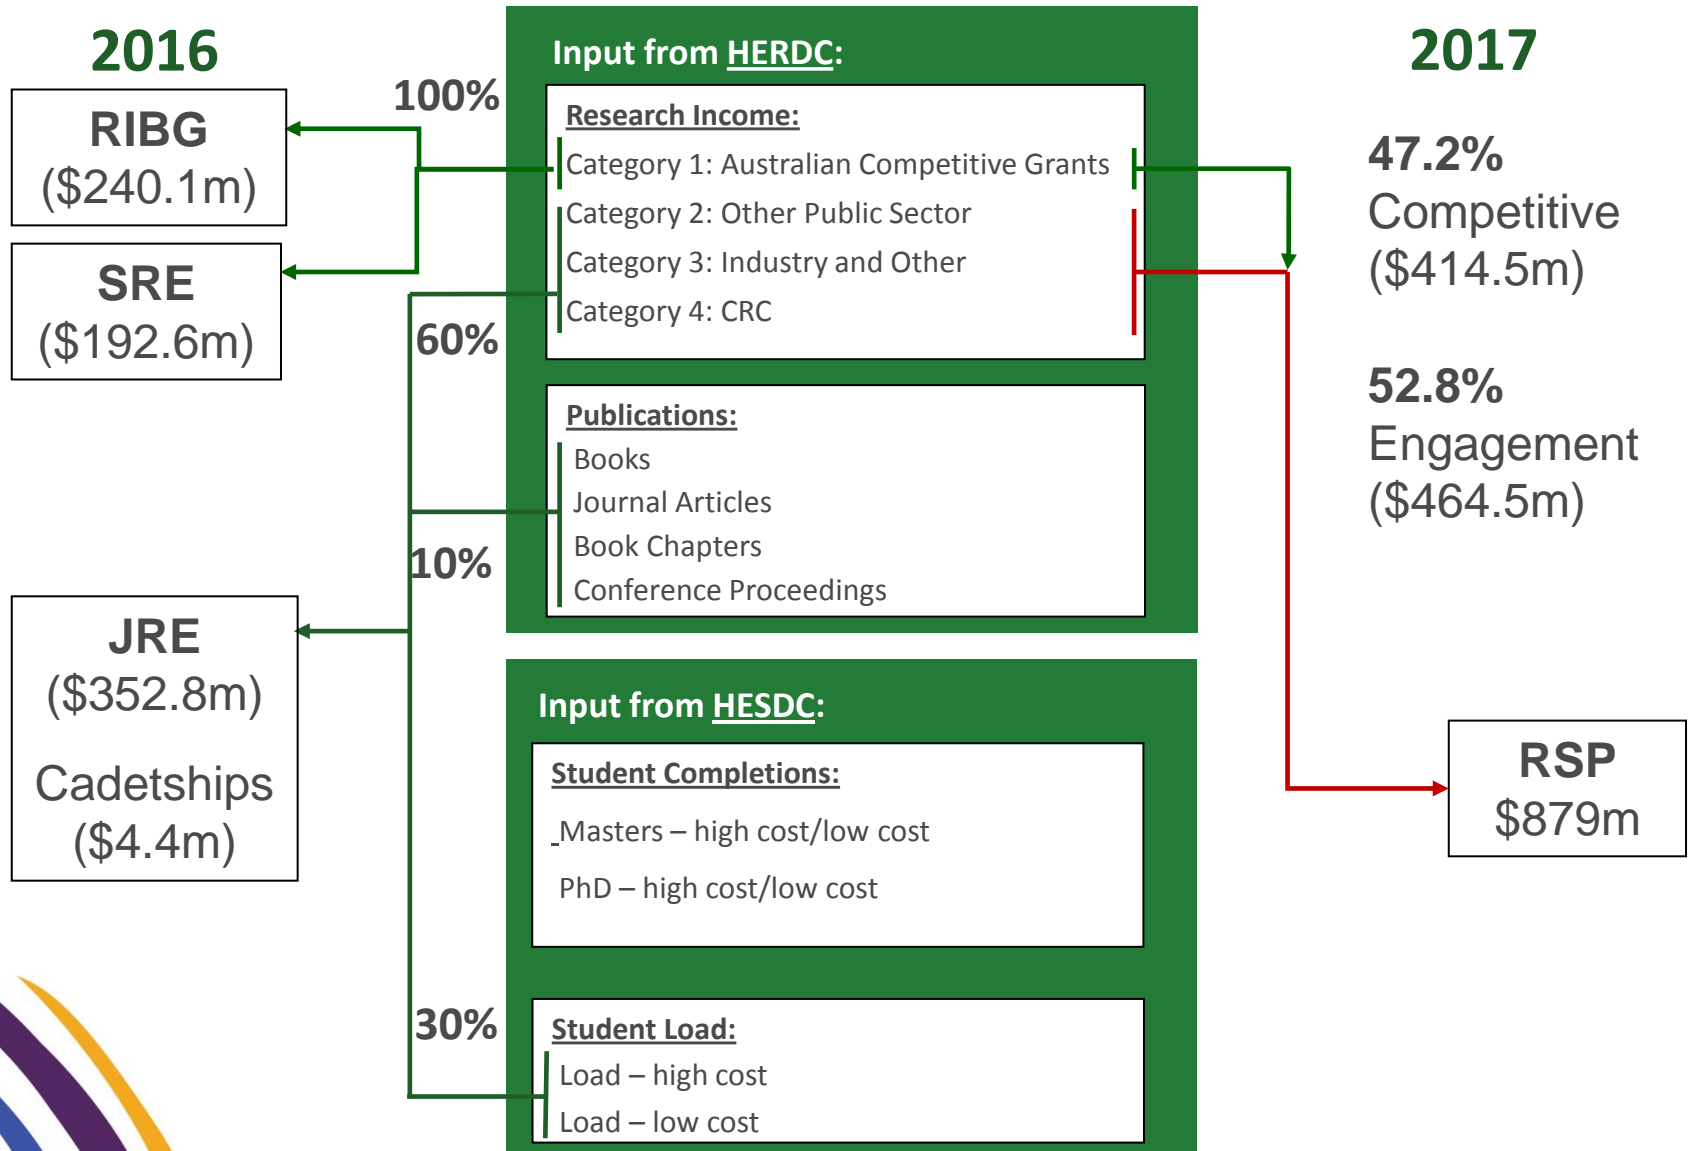 2016
RIBG
($240.1m)
SRE
($192.6m)
JRE
($352.8m)
Cadetships
($4.4m)
100%
60%
10%
30%
Input from HERDC:
Research Income:
Category 1: Australian Competitive Grants
Category 2: Other Public Sector
Category 3: Industry and Other
Category 4: CRC
Publications:
Books
Journal Articles
Book Chapters
Conference Proceedings
Input from HESDC:
Student Completions:
Masters – high cost/low cost
PhD – high cost/low cost
Student Load:
Load – high cost
Load – low cost
2017
47.2%
Competitive
($414.5m)
52.8%
Engagement
($464.5m)
RSP
$879m